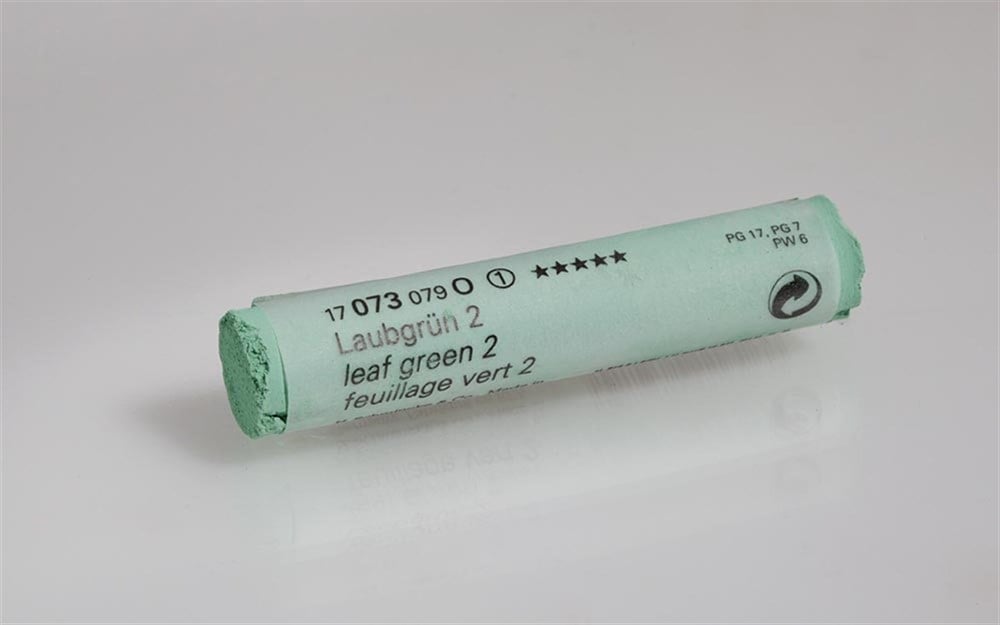 17 073 079 O ① ★★★★★
Laubgrün 2
leaf green 2
feuillage vert 2
PG 17, PG 7
PW 6